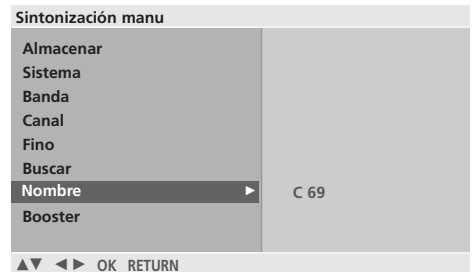 Sintonización manu
Almacenar
Sistema
Banda
Canal
Fino
Buscar
Nombre ► C 69
Booster
▲▼ ◄► OK RETURN